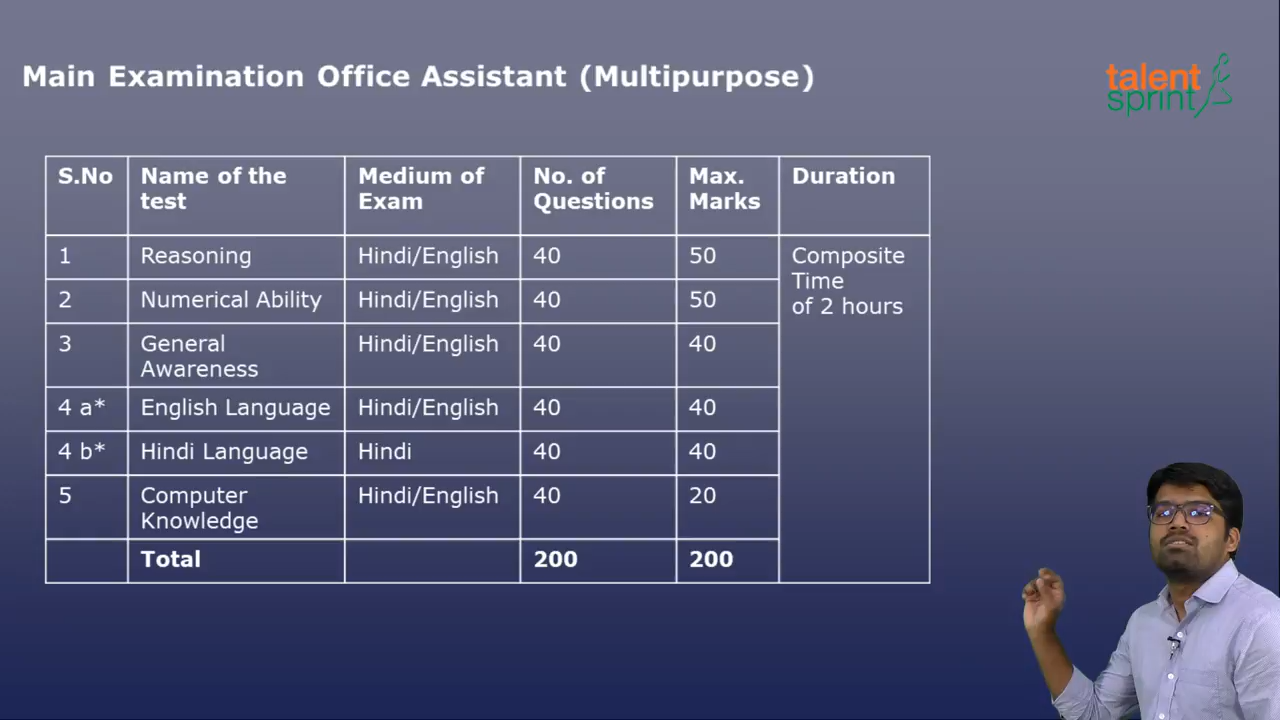 Main Examination Office Assistant (Multipurpose)
talent
sprint
S.No Name of the test Medium of Exam No. of Questions Max. Marks Duration
1 Reasoning Hindi/English 40 50 Composite Time of 2 hours
2 Numerical Ability Hindi/English 40 50
3 General Awareness Hindi/English 40 40
4 a* English Language Hindi/English 40 40
4 b* Hindi Language Hindi 40 40
5 Computer Knowledge Hindi/English 40 20
Total 200 200